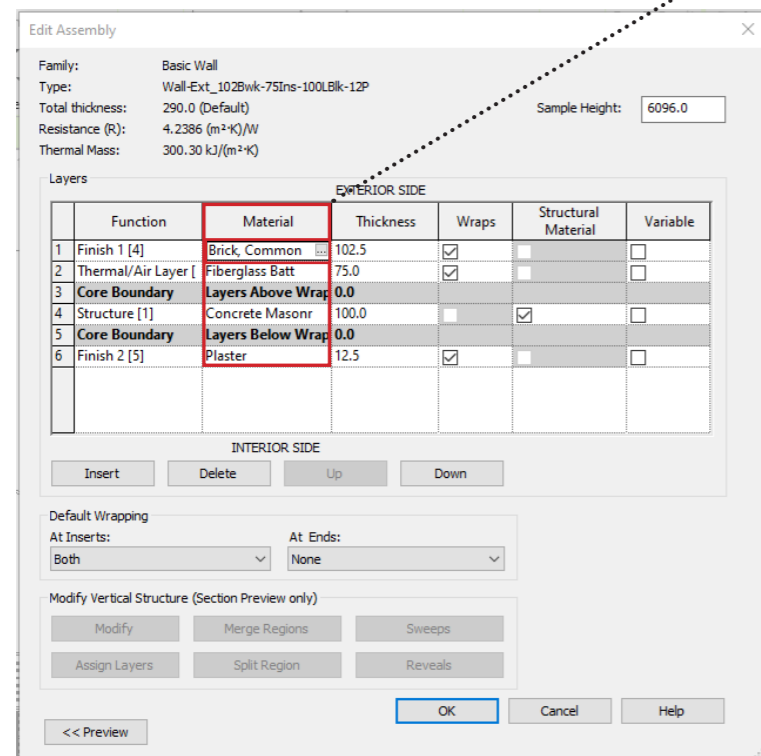 Edit Assembly
Family: Basic Wall
Type: Wall-Ext_102Bwk-75Ins-100LBlk-12P
Total thickness: 290.0 (Default) Sample Height: 6096.0
Resistance (R): 4.2386 (m²·K)/W
Thermal Mass: 300.30 kJ/(m²·K)
Layers
EXTERIOR SIDE
Function Material Thickness Wraps Structural Material Variable
1 Finish 1 [4] Brick, Common ... 102.5
2 Thermal/Air Layer [ Fiberglass Batt 75.0
3 Core Boundary Layers Above Wrap 0.0
4 Structure [1] Concrete Masonr 100.0
5 Core Boundary Layers Below Wrap 0.0
6 Finish 2 [5] Plaster 12.5
INTERIOR SIDE
Insert Delete Up Down
Default Wrapping
At Inserts: At Ends:
Both None
Modify Vertical Structure (Section Preview only)
Modify Merge Regions Sweeps
Assign Layers Split Region Reveals
OK Cancel Help
<< Preview